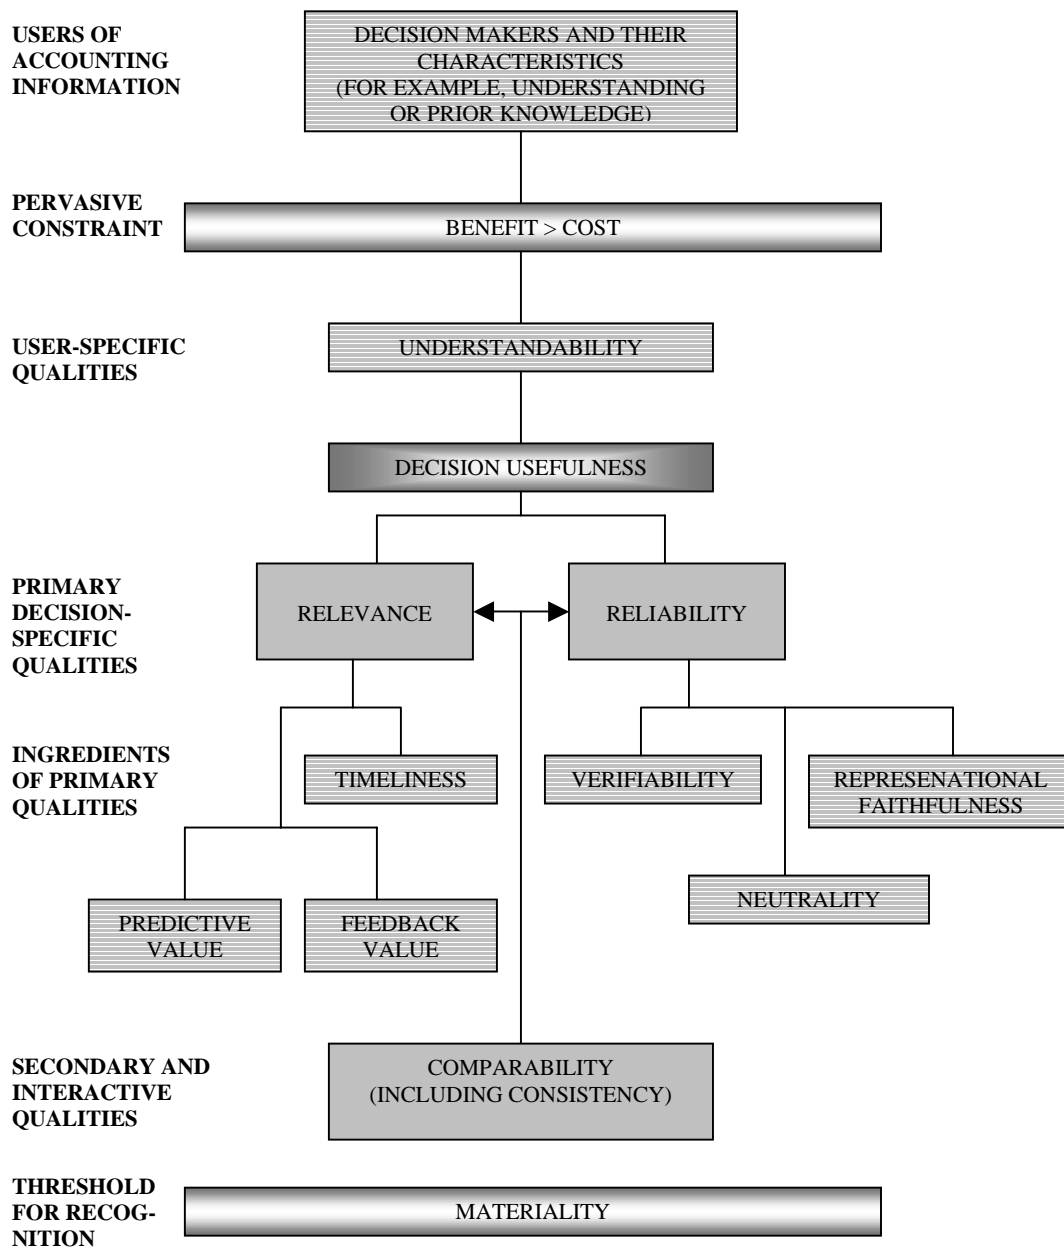 USERS OF
ACCOUNTING
INFORMATION
DECISION MAKERS AND THEIR
CHARACTERISTICS
(FOR EXAMPLE, UNDERSTANDING
OR PRIOR KNOWLEDGE)
PERVASIVE
CONSTRAINT
BENEFIT > COST
USER-SPECIFIC
QUALITIES
UNDERSTANDABILITY
DECISION USEFULNESS
PRIMARY
DECISION-
SPECIFIC
QUALITIES
RELEVANCE
RELIABILITY
INGREDIENTS
OF PRIMARY
QUALITIES
TIMELINESS
VERIFIABILITY
REPRESENATIONAL
FAITHFULNESS
NEUTRALITY
PREDICTIVE
VALUE
FEEDBACK
VALUE
SECONDARY AND
INTERACTIVE
QUALITIES
COMPARABILITY
(INCLUDING CONSISTENCY)
THRESHOLD
FOR RECOG-
NITION
MATERIALITY